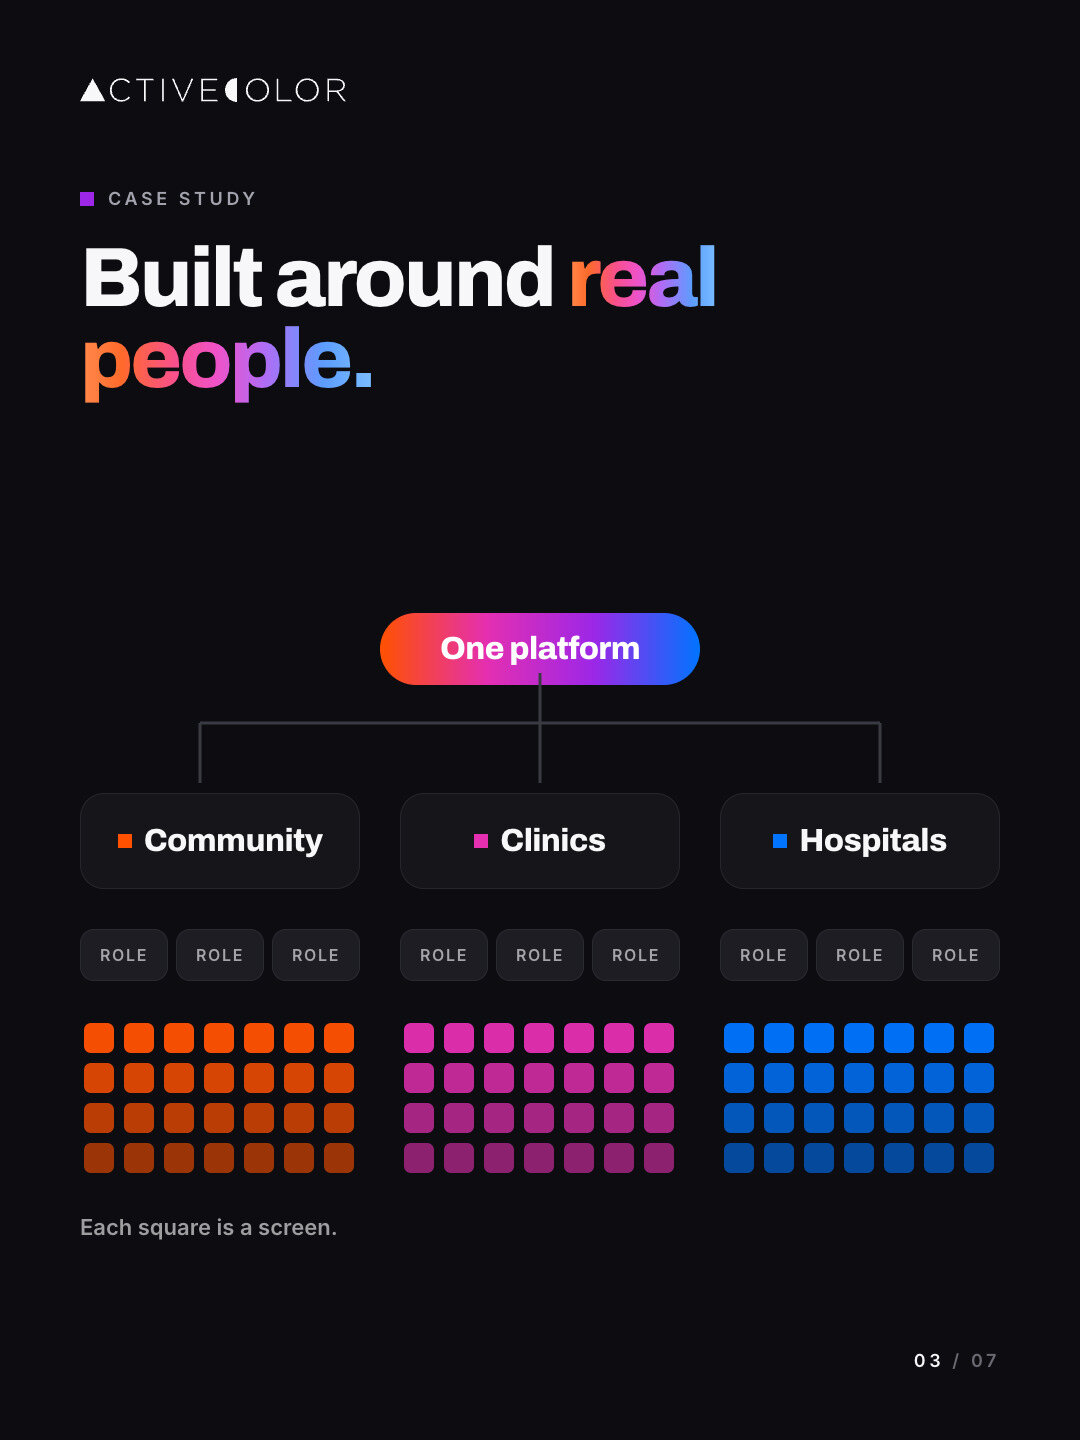 ACTIVECOLOR
CASE STUDY
Built around real
people.
One platform
Community
Clinics
Hospitals
ROLE ROLE ROLE ROLE ROLE ROLE ROLE ROLE ROLE
Each square is a screen.
03 / 07